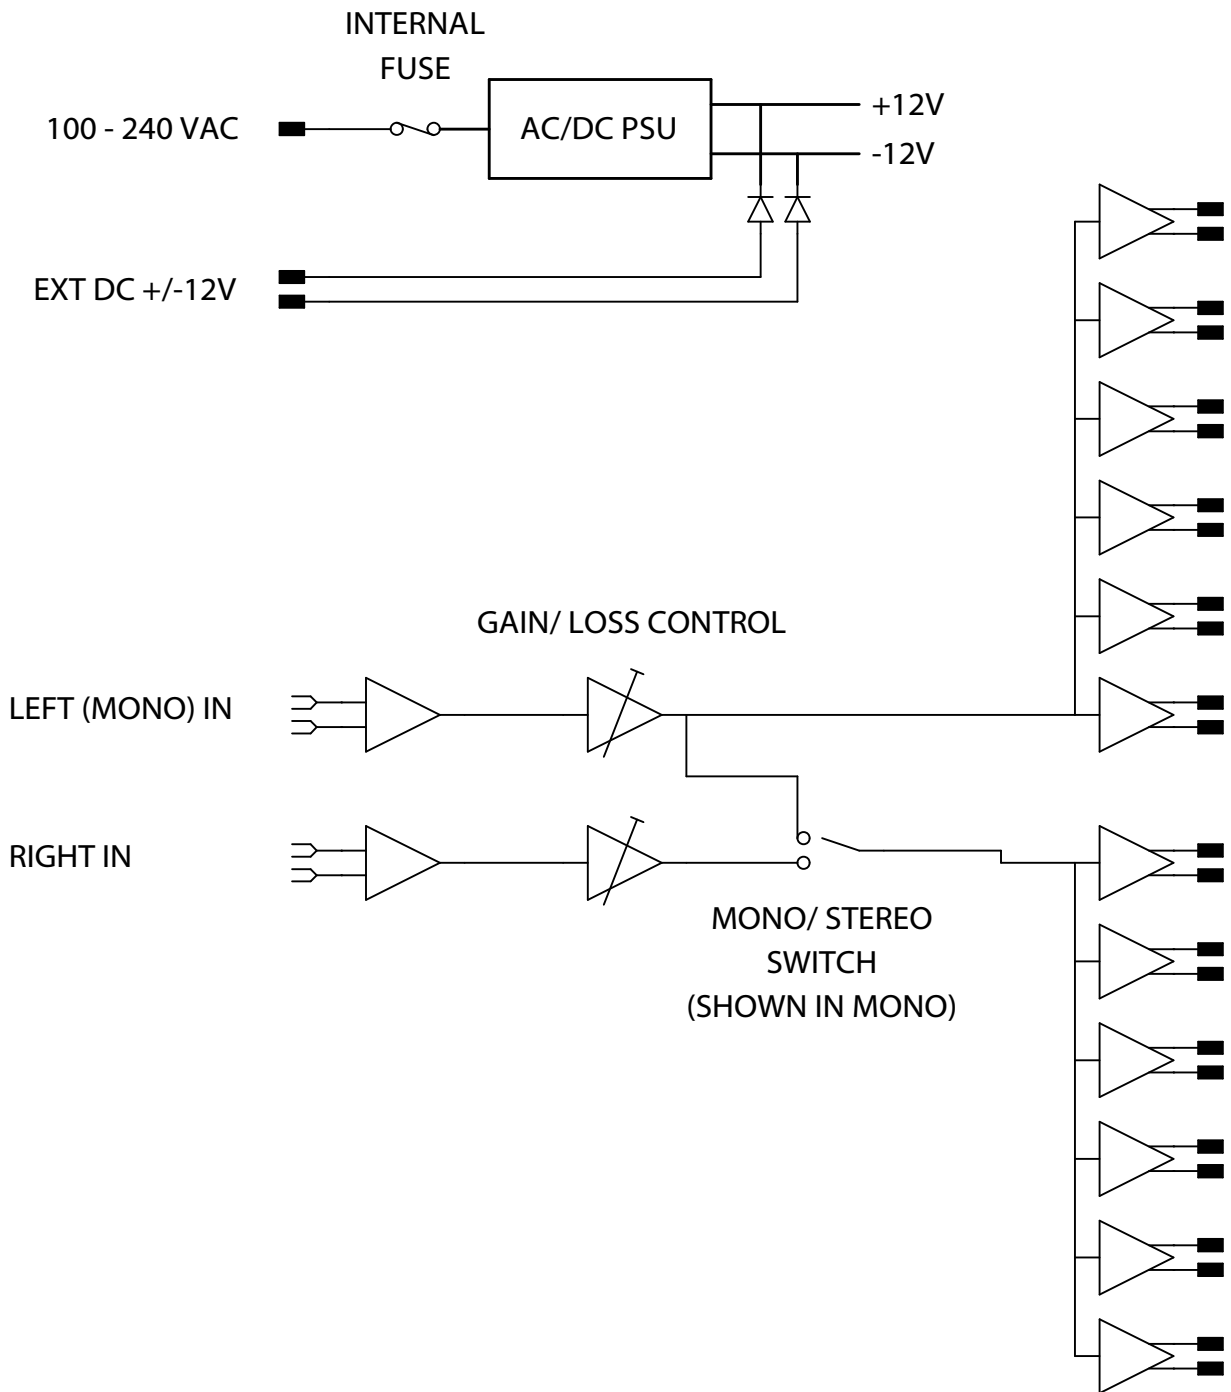 INTERNAL
FUSE
100 - 240 VAC
AC/DC PSU
+12V
-12V
EXT DC +/-12V
GAIN/ LOSS CONTROL
LEFT (MONO) IN
RIGHT IN
MONO/ STEREO
SWITCH
(SHOWN IN MONO)